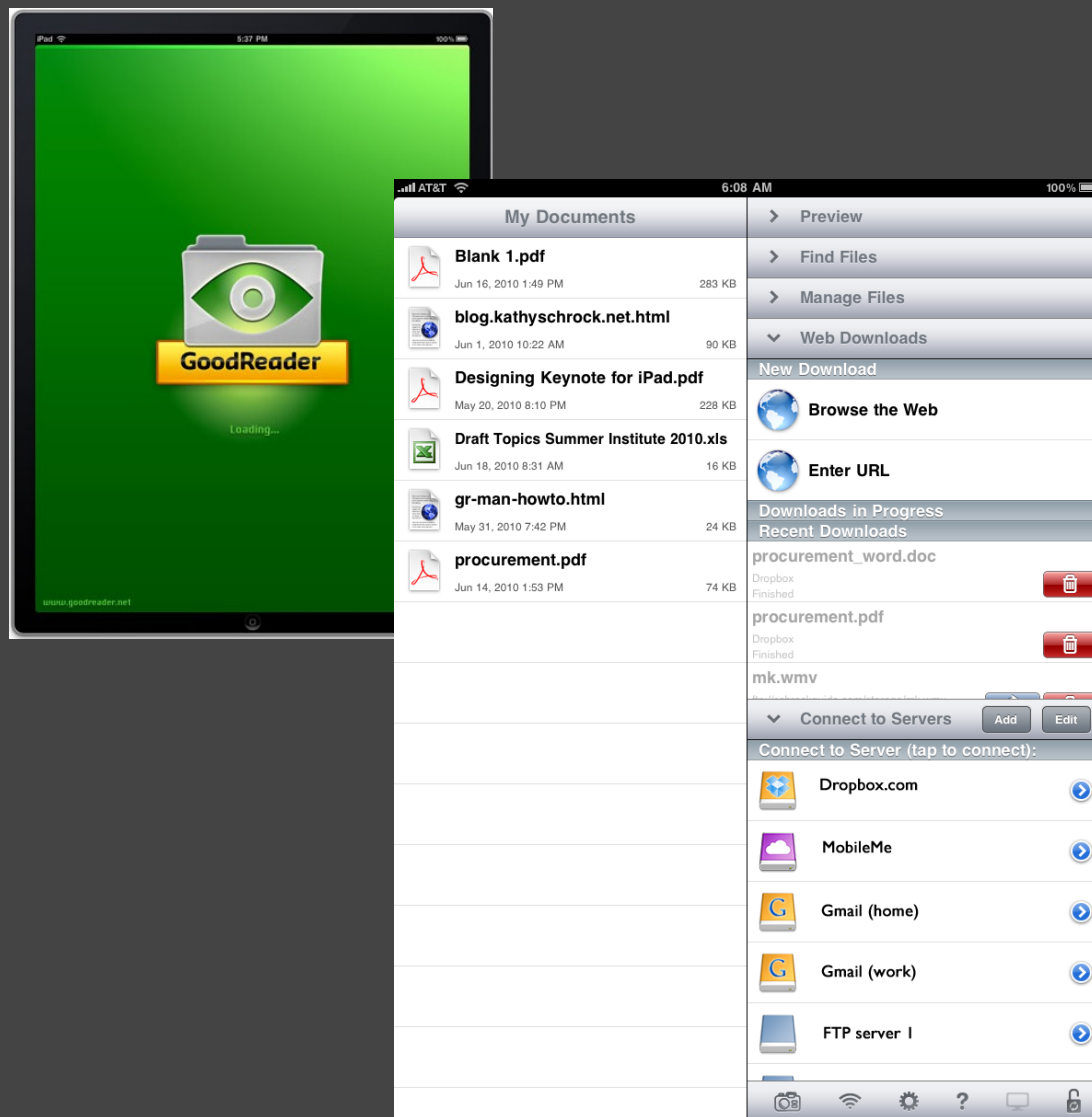 iPad 5:37 PM 100%
GoodReader
Loading...
www.goodreader.net
AT&T 6:08 AM 100%
My Documents
Blank 1.pdf
Jun 16, 2010 1:49 PM 283 KB
blog.kathyschrock.net.html
Jun 1, 2010 10:22 AM 90 KB
Designing Keynote for iPad.pdf
May 20, 2010 8:10 PM 228 KB
Draft Topics Summer Institute 2010.xls
Jun 18, 2010 8:31 AM 16 KB
gr-man-howto.html
May 31, 2010 7:42 PM 24 KB
procurement.pdf
Jun 14, 2010 1:53 PM 74 KB
Preview
Find Files
Manage Files
Web Downloads
New Download
Browse the Web
Enter URL
Downloads in Progress
Recent Downloads
procurement_word.doc
Dropbox
Finished
procurement.pdf
Dropbox
Finished
mk.wmv
Connect to Servers Add Edit
Connect to Server (tap to connect):
Dropbox.com
MobileMe
G Gmail (home)
G Gmail (work)
FTP server 1
?